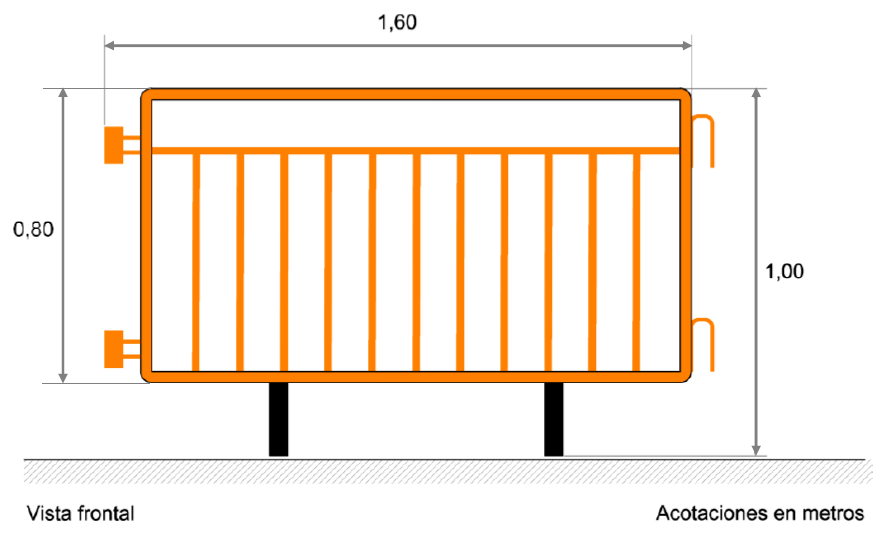 1,60
0,80
1,00
Vista frontal
Acotaciones en metros